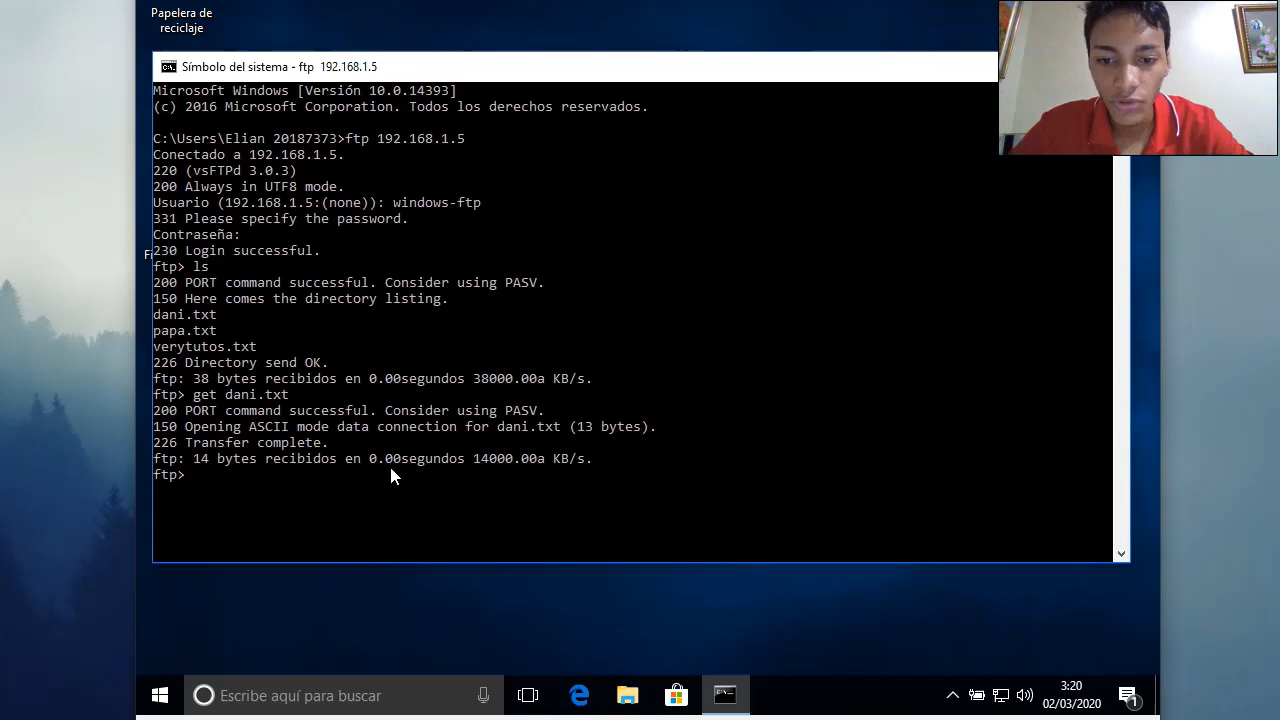 Papelera de
reciclaje
Símbolo del sistema - ftp 192.168.1.5
Microsoft Windows [Versión 10.0.14393]
(c) 2016 Microsoft Corporation. Todos los derechos reservados.
C:\Users\Elian 20187373>ftp 192.168.1.5
Conectado a 192.168.1.5.
220 (vsFTPd 3.0.3)
200 Always in UTF8 mode.
Usuario (192.168.1.5:(none)): windows-ftp
331 Please specify the password.
Contraseña:
230 Login successful.
ftp> ls
200 PORT command successful. Consider using PASV.
150 Here comes the directory listing.
dani.txt
papa.txt
verytutos.txt
226 Directory send OK.
ftp: 38 bytes recibidos en 0.00segundos 38000.00a KB/s.
ftp> get dani.txt
200 PORT command successful. Consider using PASV.
150 Opening ASCII mode data connection for dani.txt (13 bytes).
226 Transfer complete.
ftp: 14 bytes recibidos en 0.00segundos 14000.00a KB/s.
ftp>
Escribe aquí para buscar
3:20
02/03/2020
1